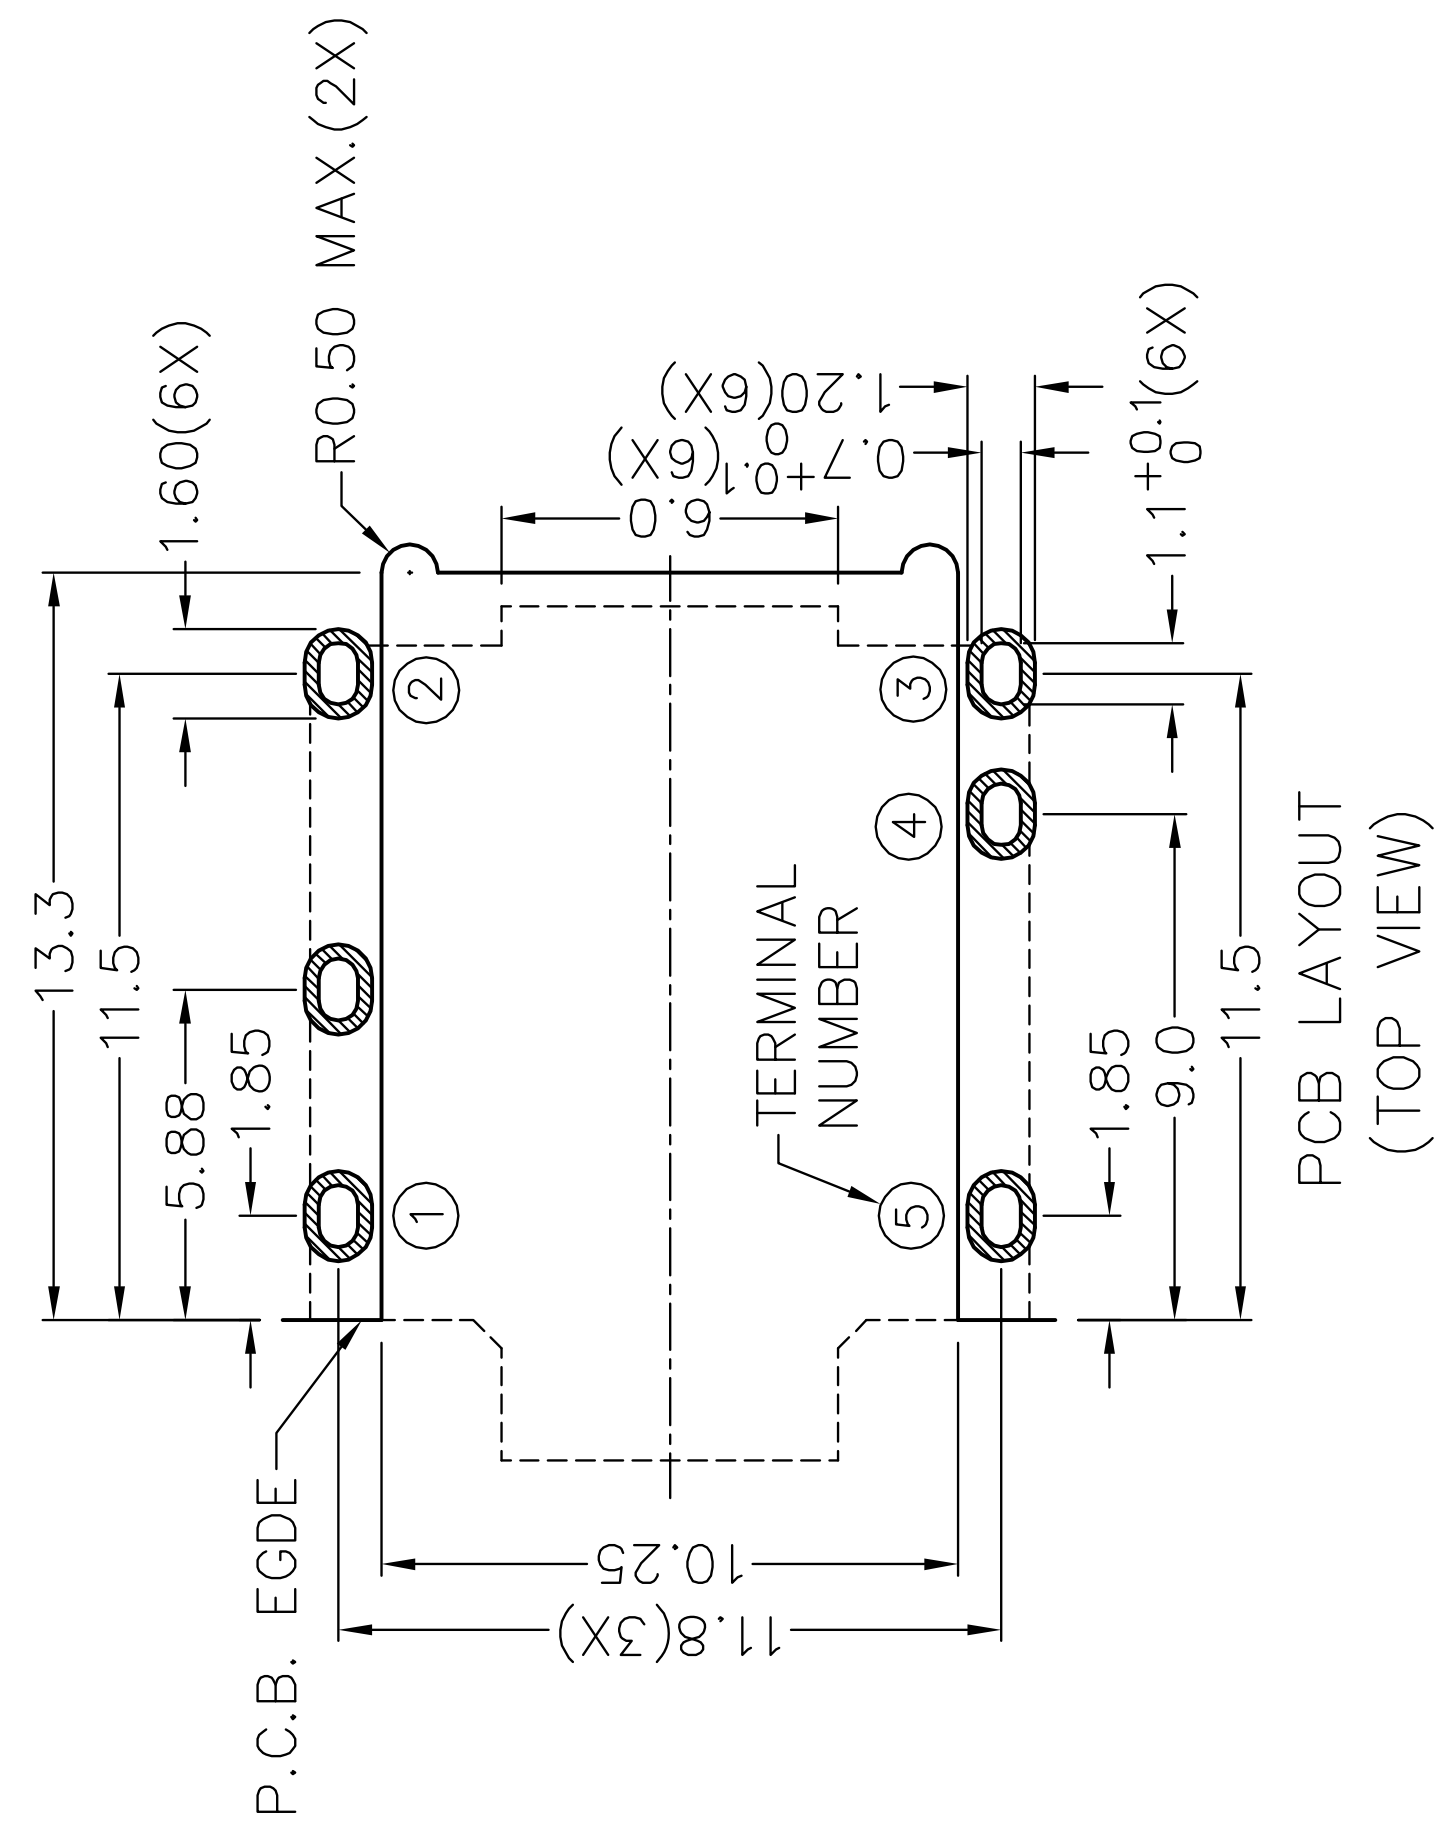 R0.50 MAX.(2X)
1.60(6X)
1.20(6X)
0.7 +0.1 (6X)
0
6.0
1.1 +0.1 (6X)
0
13.3
11.5
5.88
1.85
2
3
4
1
5
TERMINAL
NUMBER
1.85
9.0
11.5
P.C.B. EGDE
10.25
11.8(3X)
PCB LAYOUT
(TOP VIEW)